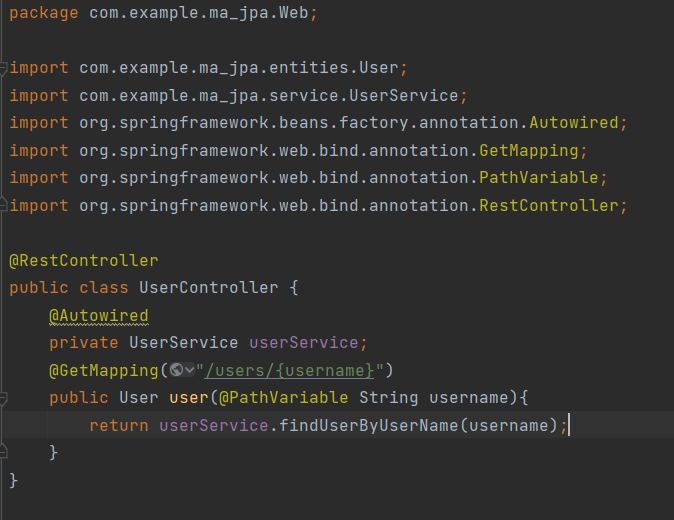 package com.example.ma_jpa.Web;
import com.example.ma_jpa.entities.User;
import com.example.ma_jpa.service.UserService;
import org.springframework.beans.factory.annotation.Autowired;
import org.springframework.web.bind.annotation.GetMapping;
import org.springframework.web.bind.annotation.PathVariable;
import org.springframework.web.bind.annotation.RestController;
@RestController
public class UserController {
@Autowired
private UserService userService;
@GetMapping("/users/{username}")
public User user(@PathVariable String username){
return userService.findUserByUserName(username);
}
}